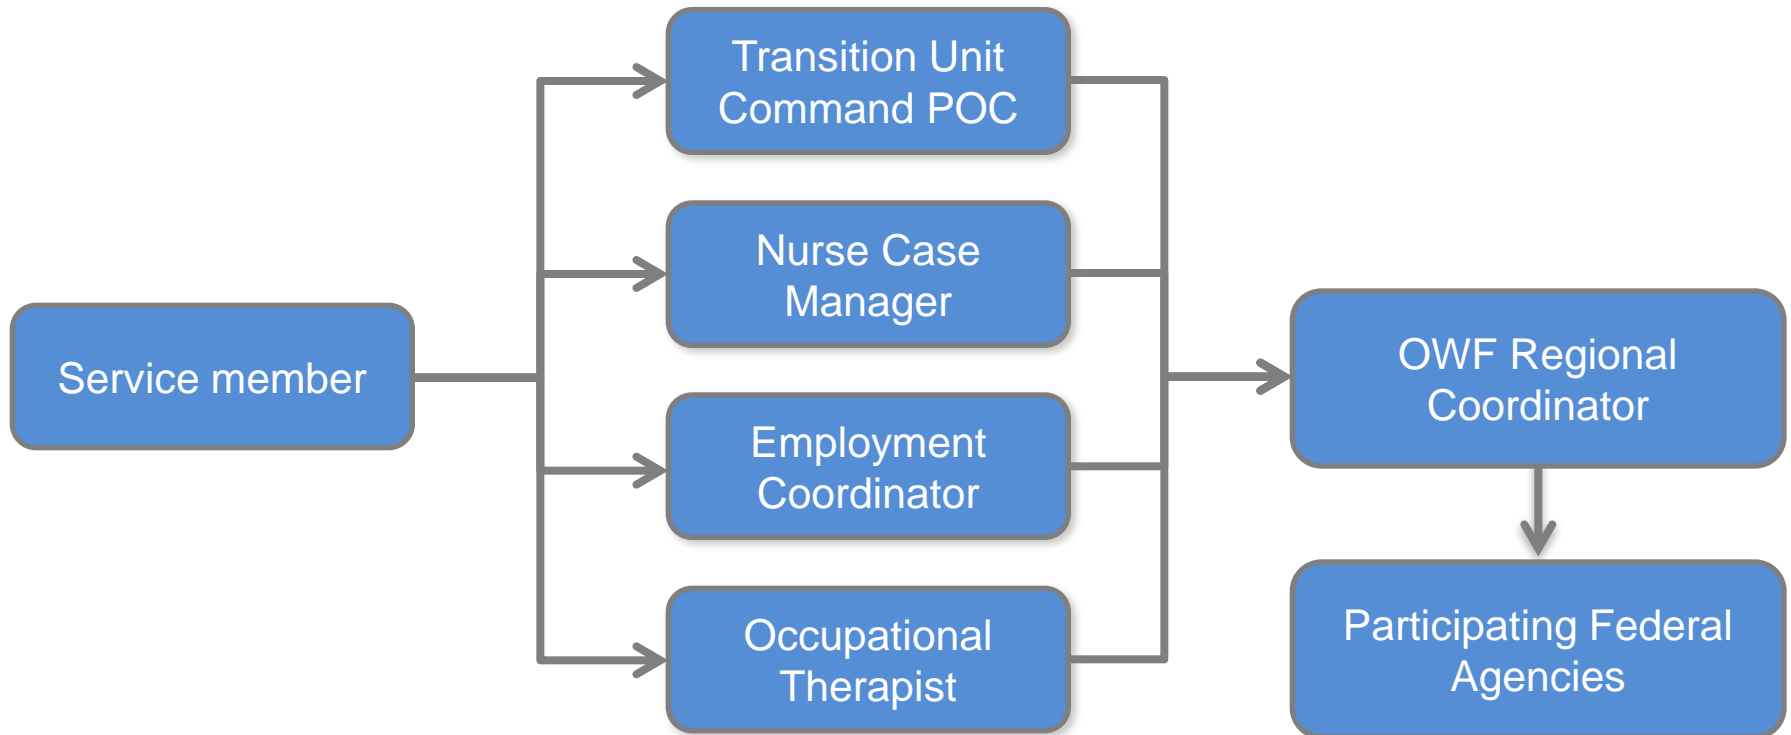 Service member
Transition Unit
Command POC
Nurse Case
Manager
Employment
Coordinator
Occupational
Therapist
OWF Regional
Coordinator
Participating Federal
Agencies